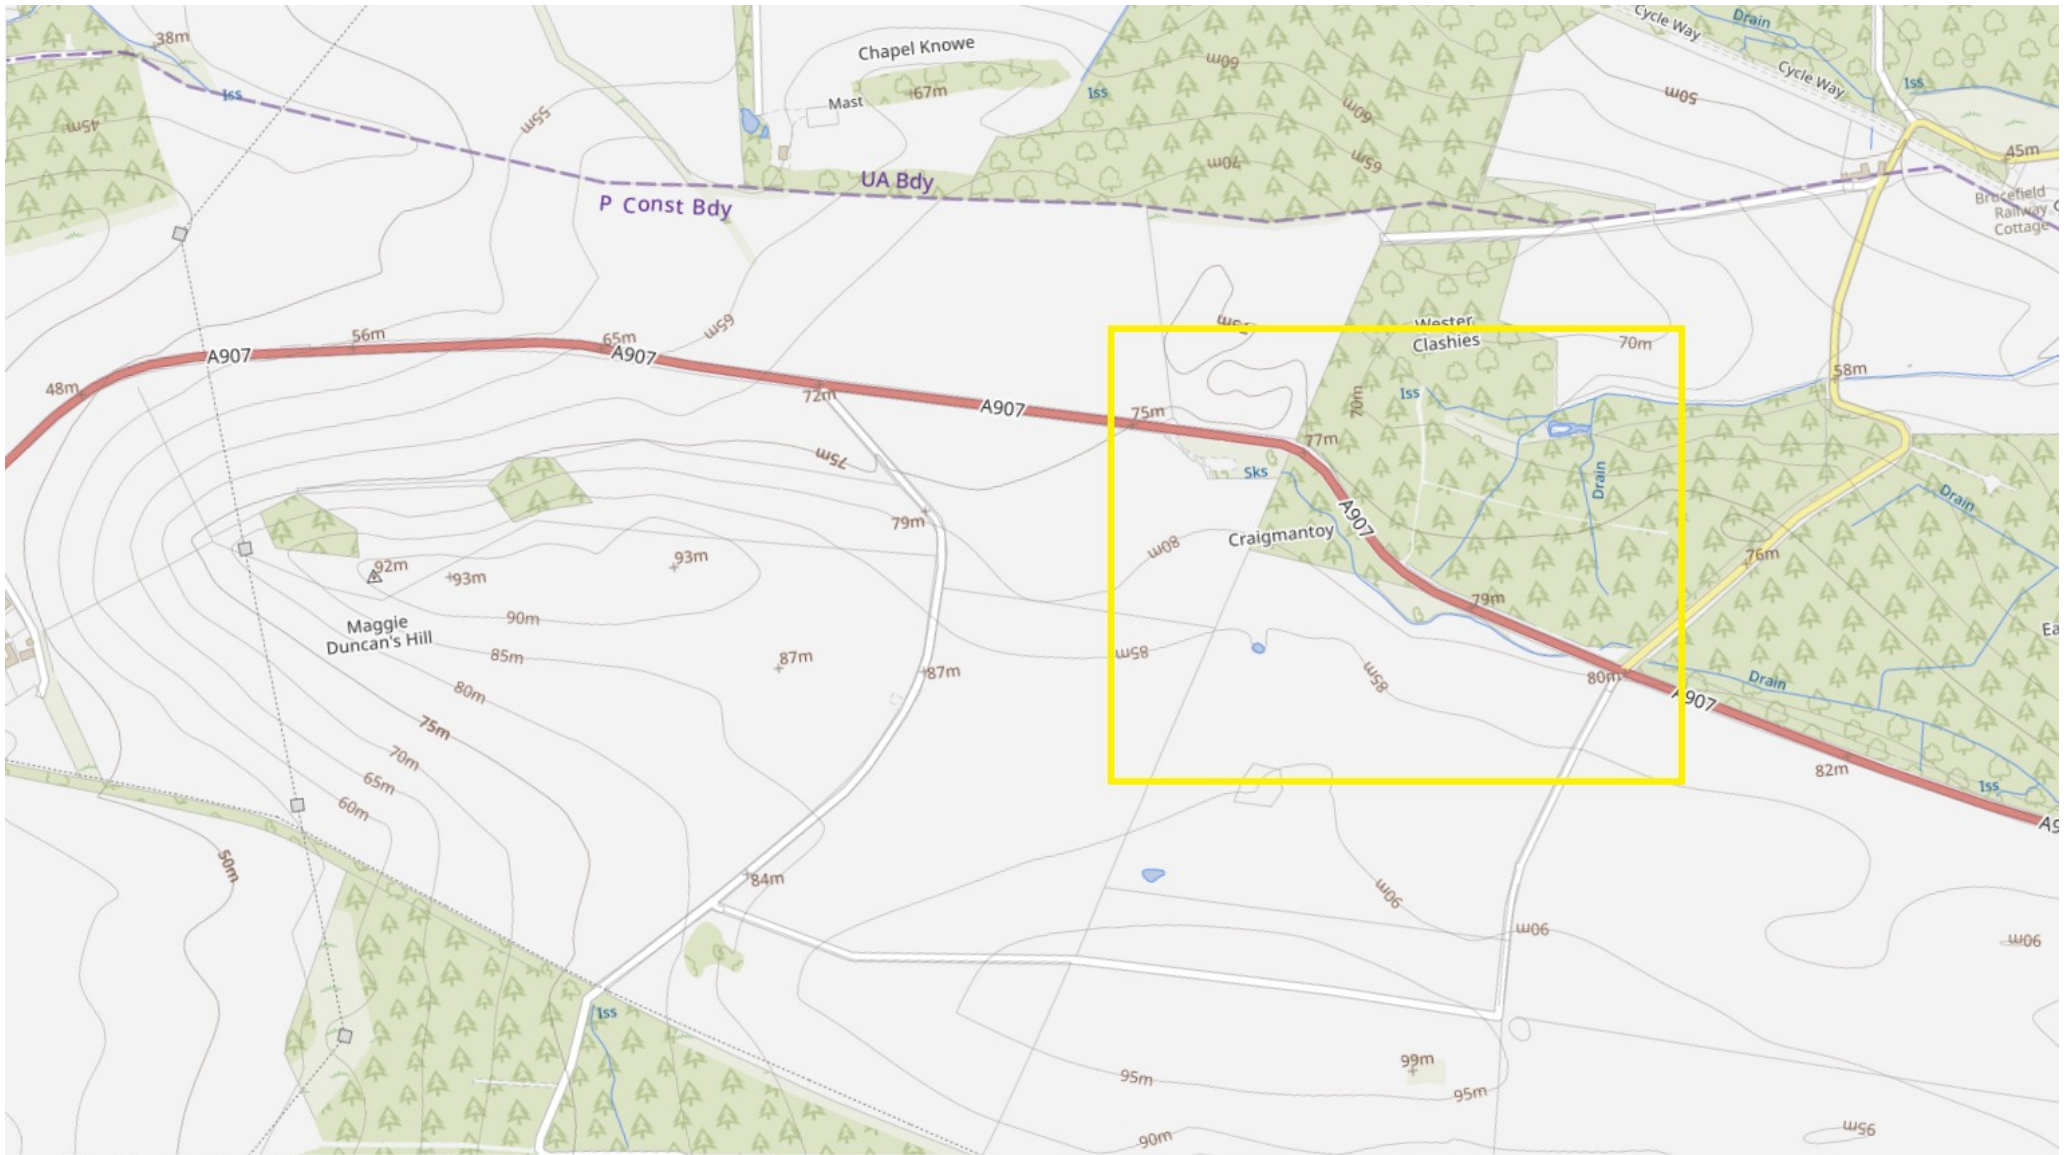 Cycle Way
Drain
38m
Chapel Knowe
60m
Cycle Way
Iss
Iss
67m
Iss
50m
Mast
60m
55m
45m
70m
65m
45m
UA Bdy
P Const Bdy
Brucefield
Railway
Cottage
65m
75m
56m
65m
Wester
Clashies
70m
A907
A907
58m
48m
72m
Iss
70m
A907
75m
77m
75m
Sks
Drain
Drain
79m
A907
Craigmantoy
80m
92m
93m
93m
76m
79m
90m
Maggie
Duncan's Hill
85m
85m
87m
87m
85m
80m
Drain
80m
A907
75m
70m
82m
65m
60m
Iss
50m
84m
90m
90m
90m
Iss
99m
95m
95m
90m
95m